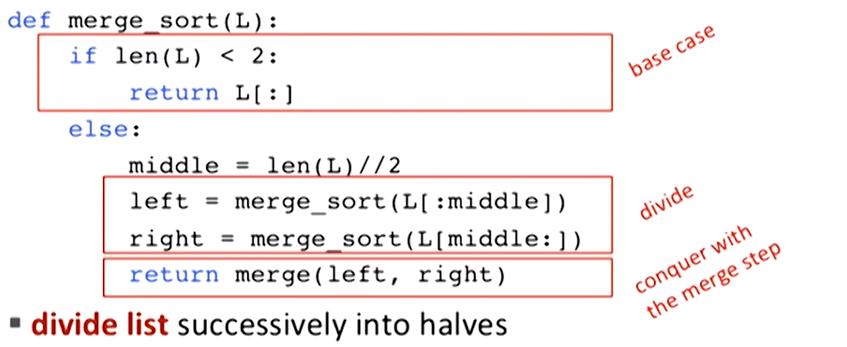 def merge_sort(L):
if len(L) < 2:
return L[:]
else:
middle = len(L)//2
left = merge_sort(L[:middle])
right = merge_sort(L[middle:])
return merge(left, right)
base case
divide
conquer with
the merge step
▪ divide list successively into halves